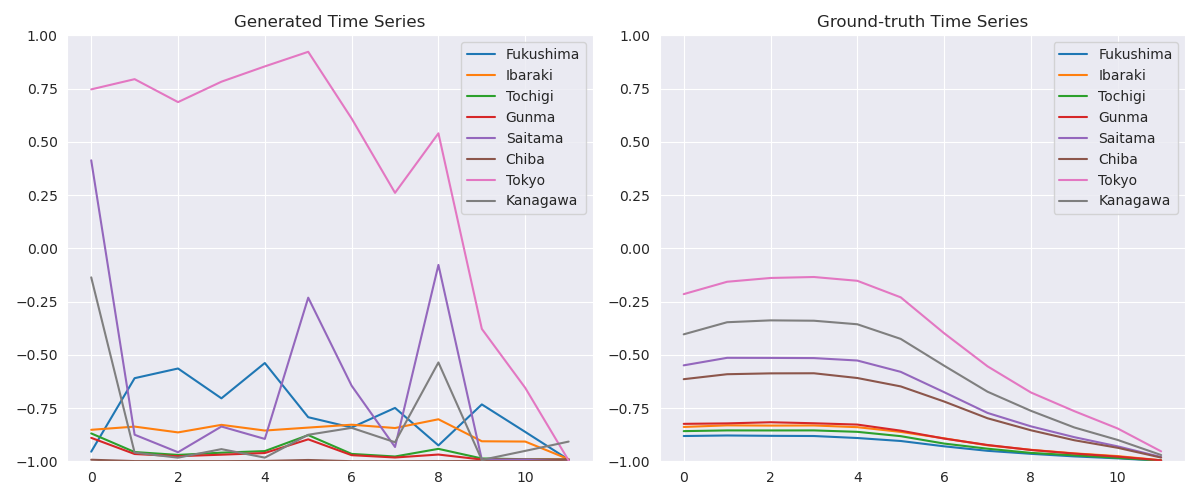 Generated Time Series
1.00
0.75
0.50
0.25
0.00
−0.25
−0.50
−0.75
−1.00
0 2 4 6 8 10
Fukushima
Ibaraki
Tochigi
Gunma
Saitama
Chiba
Tokyo
Kanagawa
Ground-truth Time Series
1.00
0.75
0.50
0.25
0.00
−0.25
−0.50
−0.75
−1.00
0 2 4 6 8 10
Fukushima
Ibaraki
Tochigi
Gunma
Saitama
Chiba
Tokyo
Kanagawa